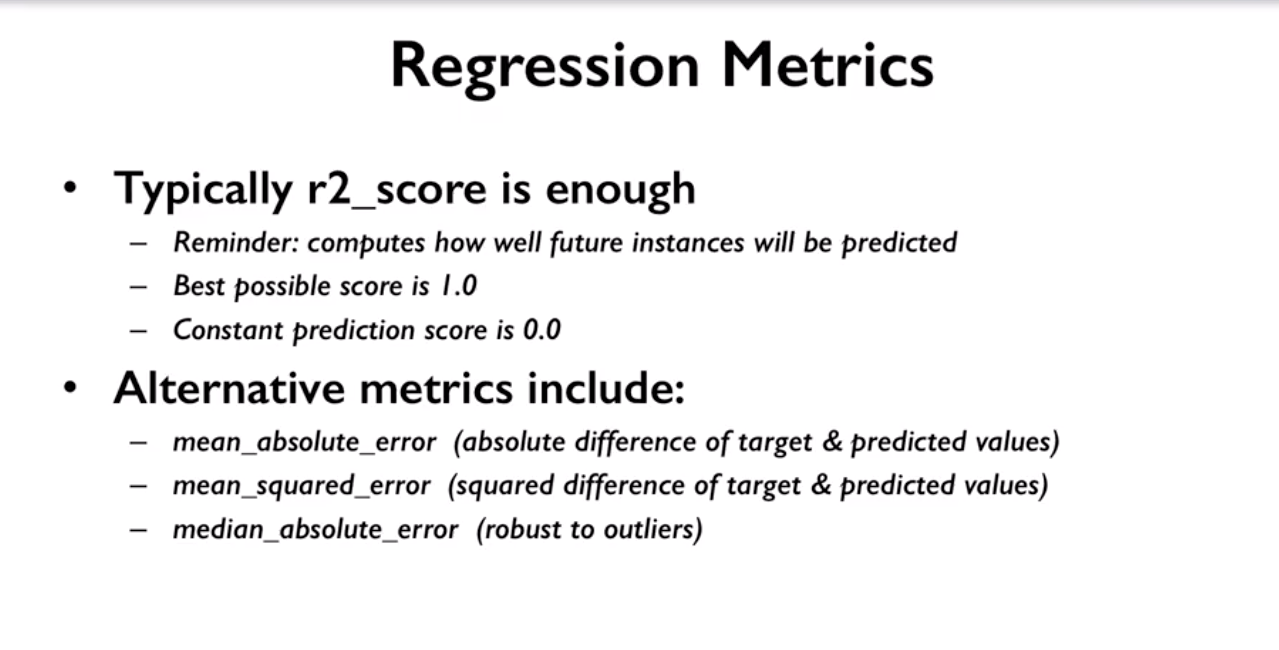 Regression Metrics
• Typically r2_score is enough
– Reminder: computes how well future instances will be predicted
– Best possible score is 1.0
– Constant prediction score is 0.0
• Alternative metrics include:
– mean_absolute_error (absolute difference of target & predicted values)
– mean_squared_error (squared difference of target & predicted values)
– median_absolute_error (robust to outliers)